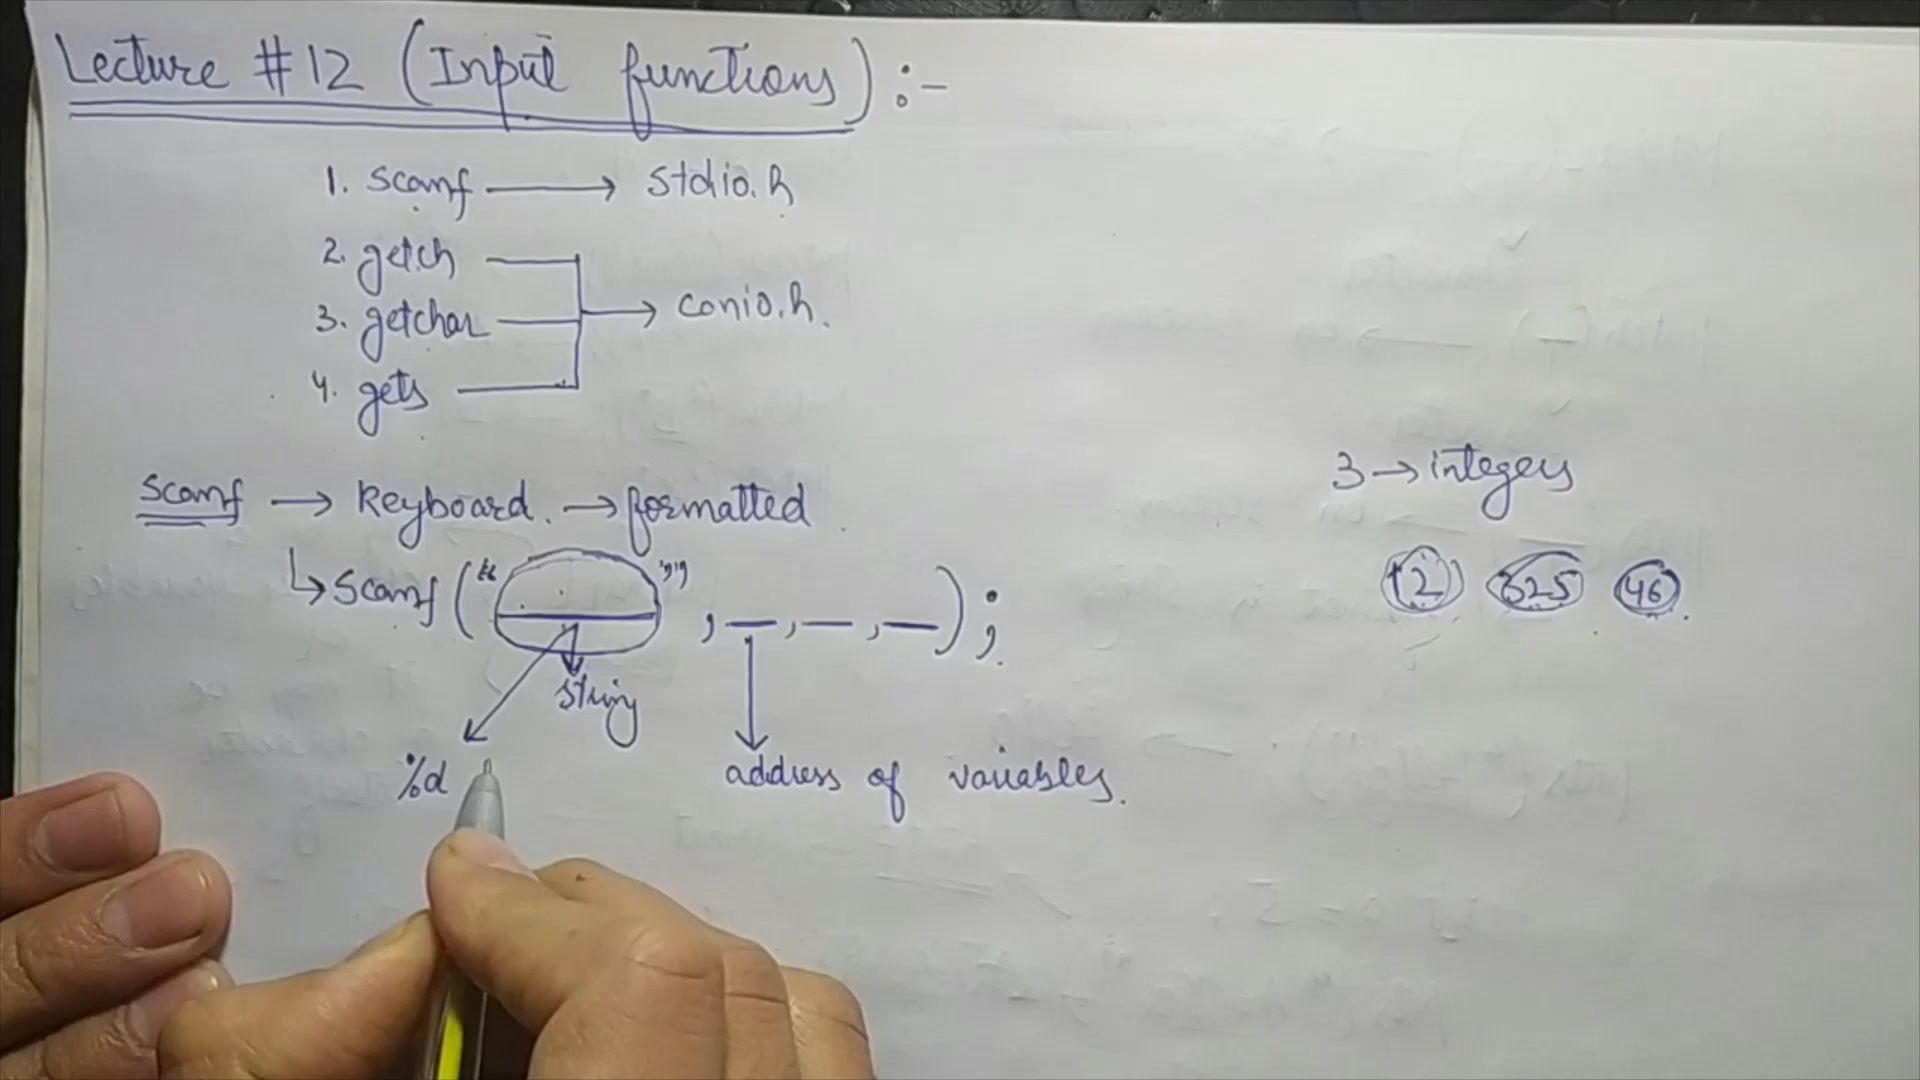 Lecture #12 (Input functions) :-
1. scanf → stdio.h
2. getch
3. getchar → conio.h.
4. gets
scanf → Keyboard. → formatted
↳ scanf (" ", _, _, _);
string
%d
address of variables.
3 → integers
12 325 46.